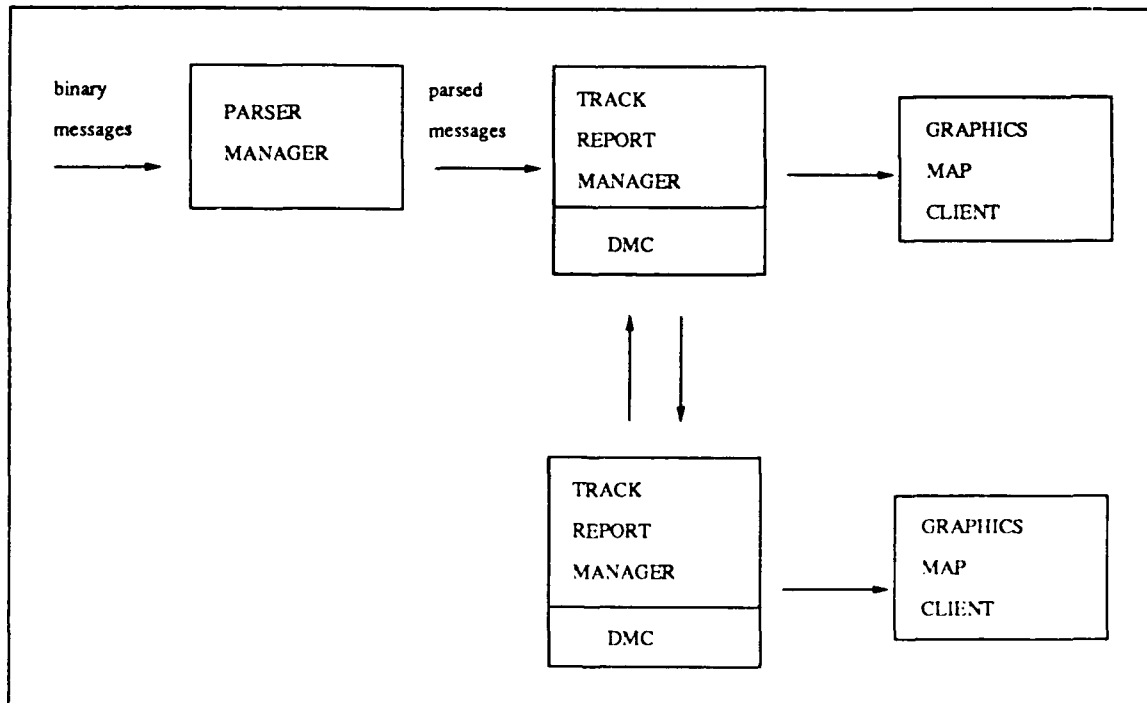 binary
messages
PARSER
MANAGER
parsed
messages
TRACK
REPORT
MANAGER
DMC
GRAPHICS
MAP
CLIENT
TRACK
REPORT
MANAGER
DMC
GRAPHICS
MAP
CLIENT